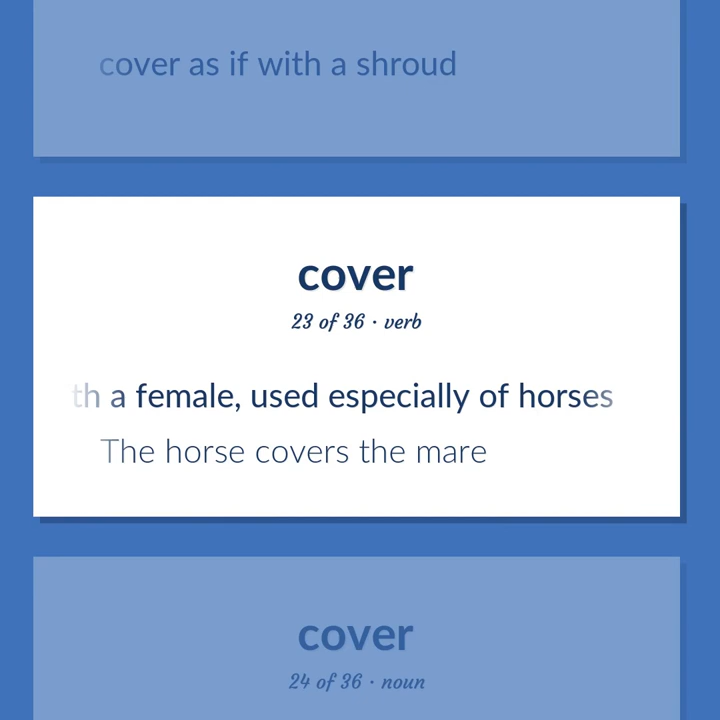 cover as if with a shroud
cover
23 of 36 · verb
th a female, used especially of horses
The horse covers the mare
cover
24 of 36 · noun